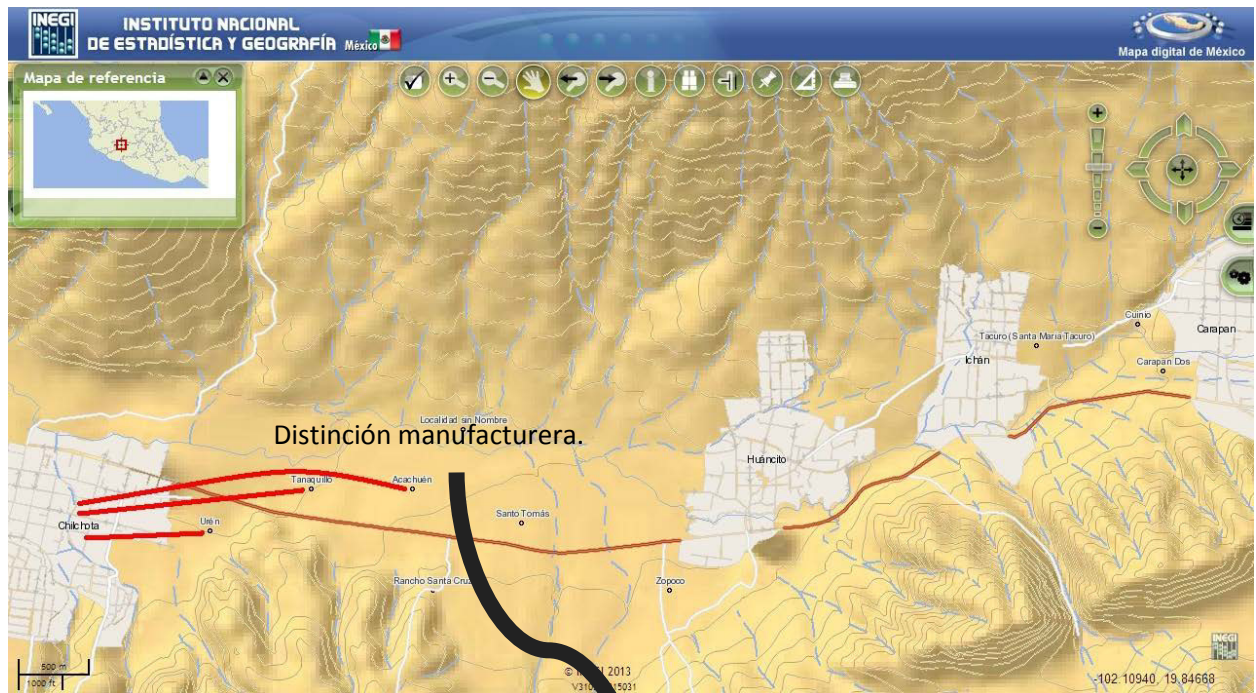 INEGI
INSTITUTO NACIONAL
DE ESTADÍSTICA Y GEOGRAFÍA México
Mapa digital de México
Mapa de referencia
Cuinio
Carapan
Tacuro (Santa María Tacuro)
Ichán
Carapan Dos
Localidad sin Nombre
Distinción manufacturera.
Huáncito
Tanaquillo
Acachuén
Chilchota
Urén
Santo Tomás
Rancho Santa Cruz
Zopoco
500 m
1000 ft
© INEGI 2013
INEGI
-102.10940, 19.84668